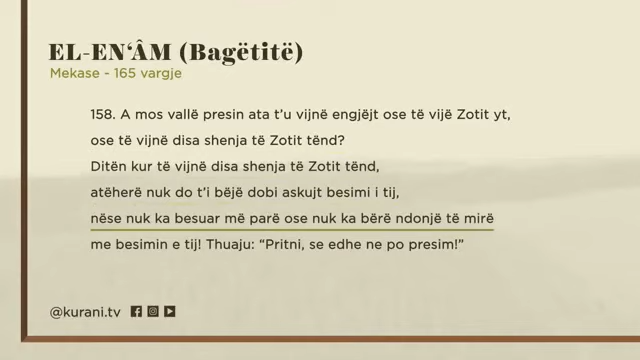 EL-EN‘ÂM (Bagëtitë)
Mekase - 165 vargje
158. A mos vallë presin ata t’u vijnë engjëjt ose të vijë Zotit yt,
ose të vijnë disa shenja të Zotit tënd?
Ditën kur të vijnë disa shenja të Zotit tënd,
atëherë nuk do t’i bëjë dobi askujt besimi i tij,
nëse nuk ka besuar më parë ose nuk ka bërë ndonjë të mirë
me besimin e tij! Thuaju: “Pritni, se edhe ne po presim!”
@kurani.tv